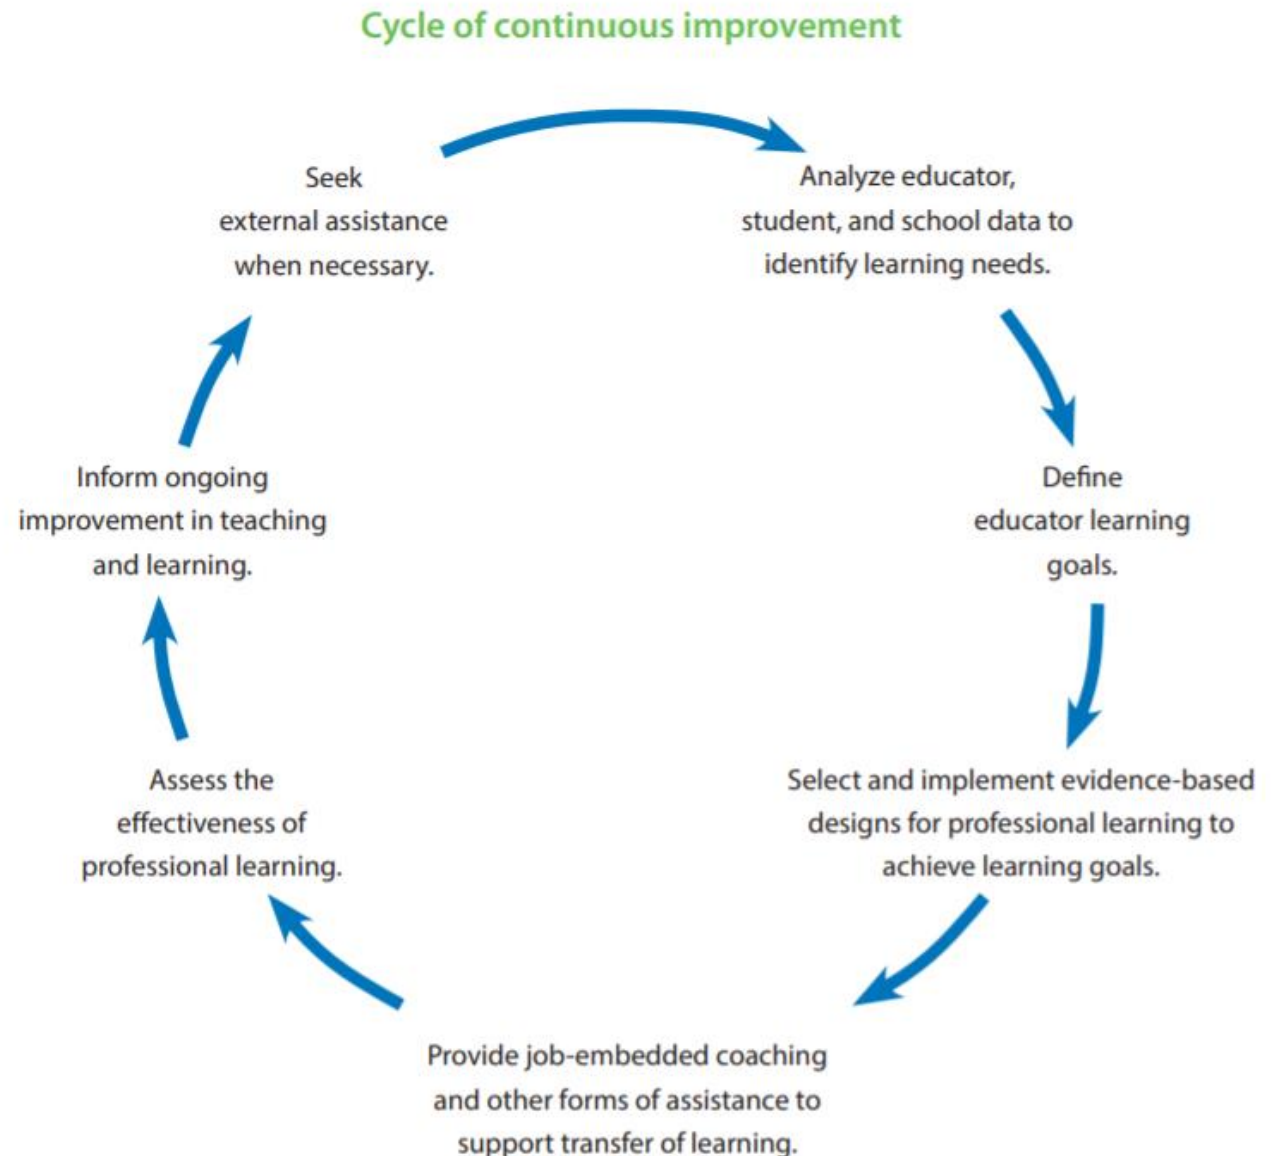 Cycle of continuous improvement
Seek
external assistance
when necessary.
Analyze educator,
student, and school data to
identify learning needs.
Define
educator learning
goals.
Select and implement evidence-based
designs for professional learning to
achieve learning goals.
Provide job-embedded coaching
and other forms of assistance to
support transfer of learning.
Assess the
effectiveness of
professional learning.
Inform ongoing
improvement in teaching
and learning.